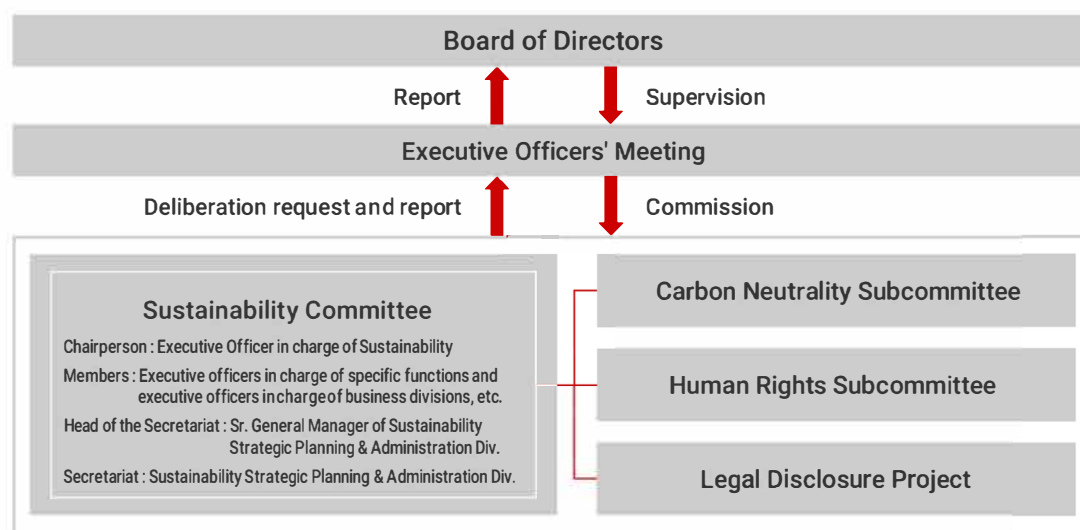 Board of Directors
Report
Supervision
Executive Officers' Meeting
Deliberation request and report
Commission
Sustainability Committee
Chairperson : Executive Officer in charge of Sustainability
Members : Executive officers in charge of specific functions and
executive officers in charge of business divisions, etc.
Head of the Secretariat : Sr. General Manager of Sustainability
Strategic Planning & Administration Div.
Secretariat : Sustainability Strategic Planning & Administration Div.
Carbon Neutrality Subcommittee
Human Rights Subcommittee
Legal Disclosure Project